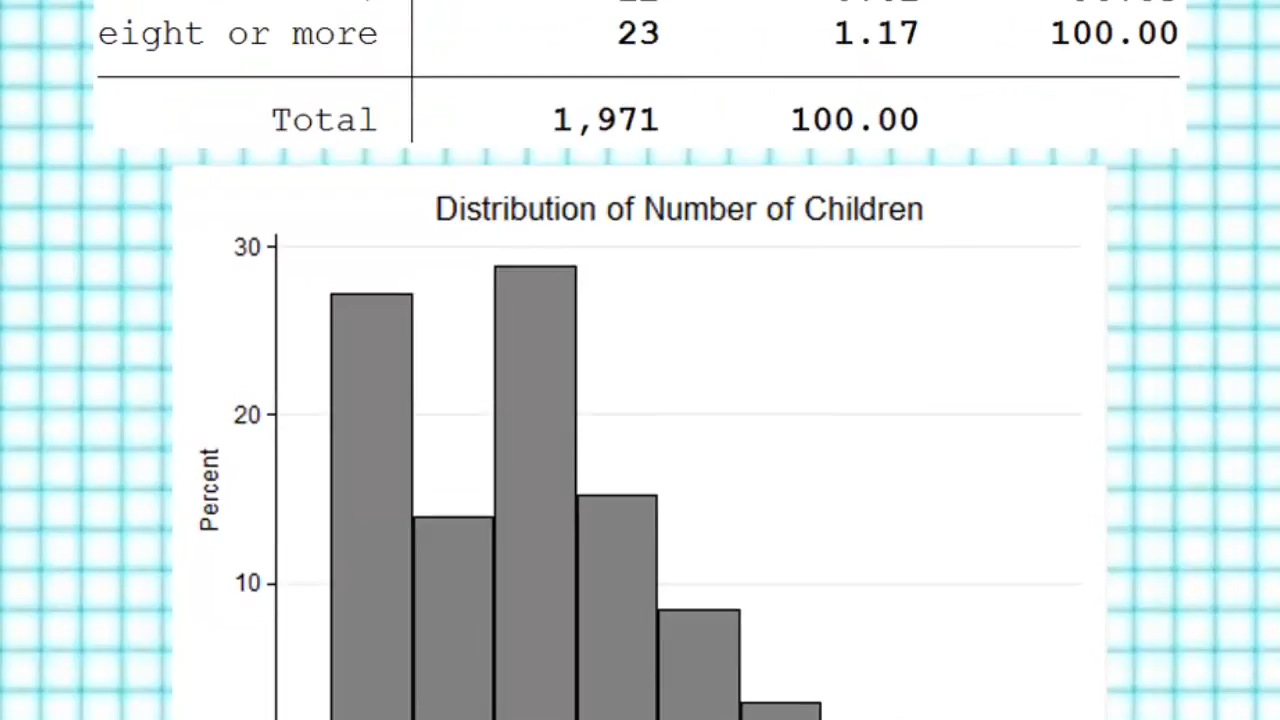 eight or more 23 1.17 100.00
Total 1,971 100.00
Distribution of Number of Children
30
20
Percent
10